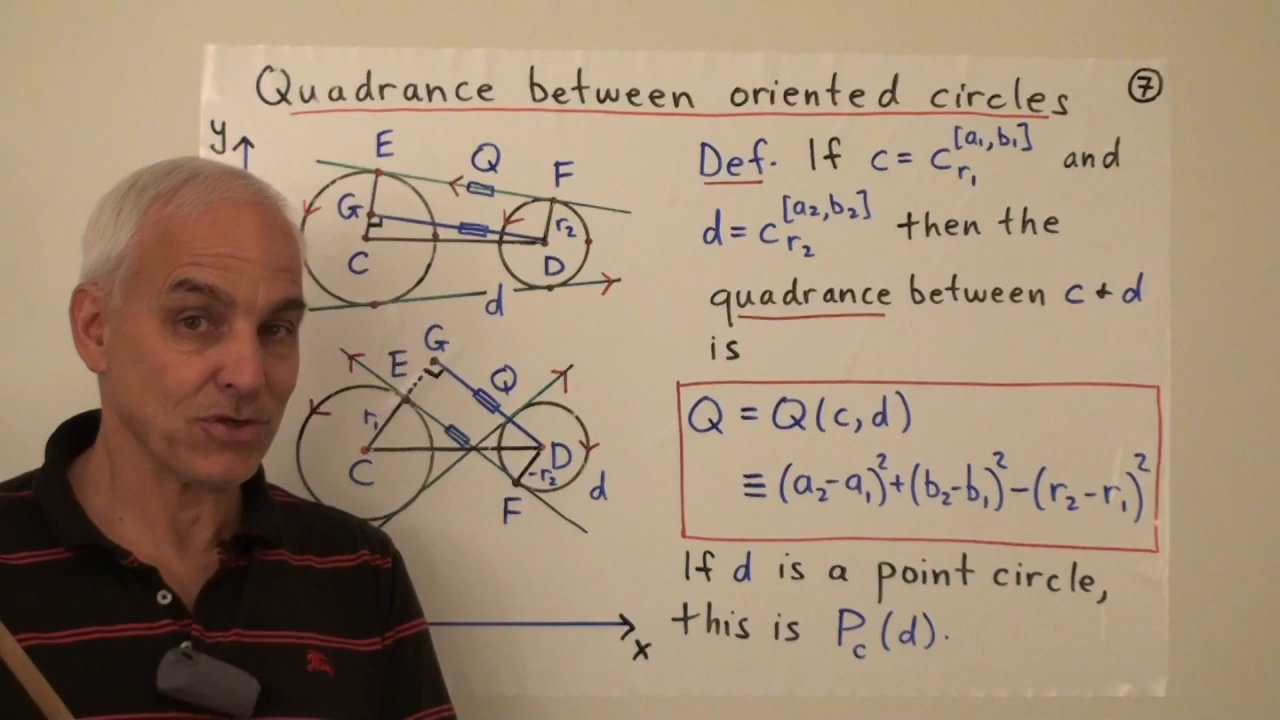 Quadrance between oriented circles ⑦
y
E
Q
F
G
r₂
C
D
d
Def. If c = c_{r₁}^{[a₁,b₁]} and
d = c_{r₂}^{[a₂,b₂]} then the
quadrance between c & d
is
Q = Q(c,d)
≡ (a₂-a₁)²+(b₂-b₁)²-(r₂-r₁)²
If d is a point circle,
this is P_c(d).
G
E
Q
r₁
C
D
-r₂
d
F
x